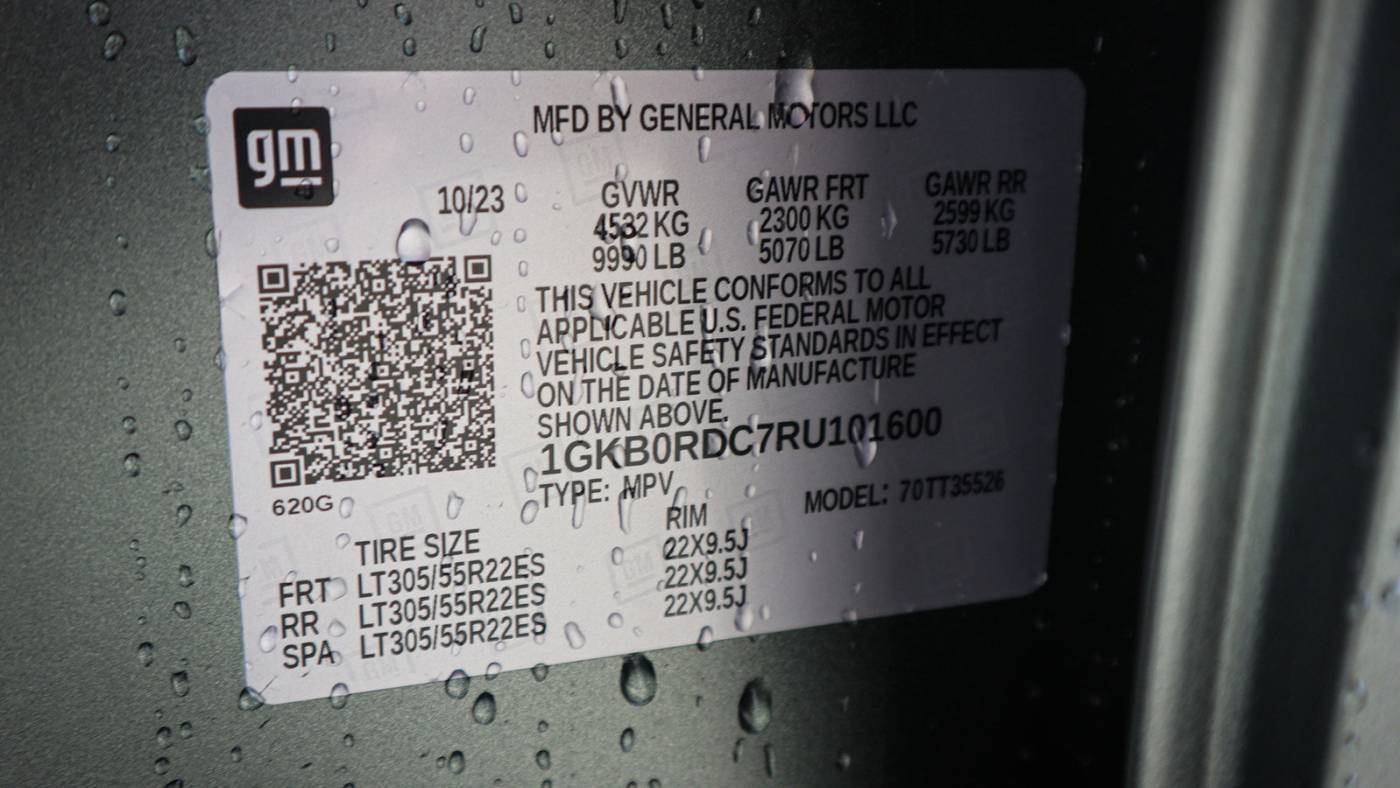 gm
MFD BY GENERAL MOTORS LLC
10/23 GVWR GAWR FRT GAWR RR
4532 KG 2300 KG 2599 KG
9990 LB 5070 LB 5730 LB
THIS VEHICLE CONFORMS TO ALL
APPLICABLE U.S. FEDERAL MOTOR
VEHICLE SAFETY STANDARDS IN EFFECT
ON THE DATE OF MANUFACTURE
SHOWN ABOVE.
1GKB0RDC7RU101600
620G TYPE: MPV MODEL: 70TT35526
TIRE SIZE RIM
FRT LT305/55R22ES 22X9.5J
RR LT305/55R22ES 22X9.5J
SPA LT305/55R22ES 22X9.5J